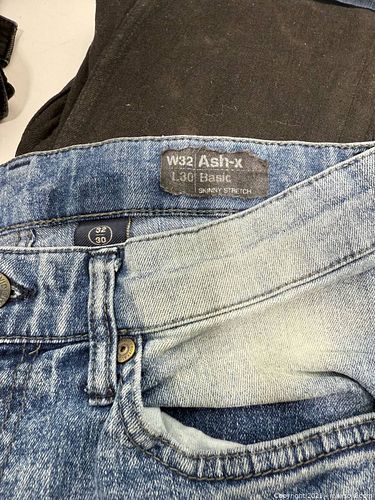 W32 Ash-x
L30 Basic
SKINNY STRETCH
32
30